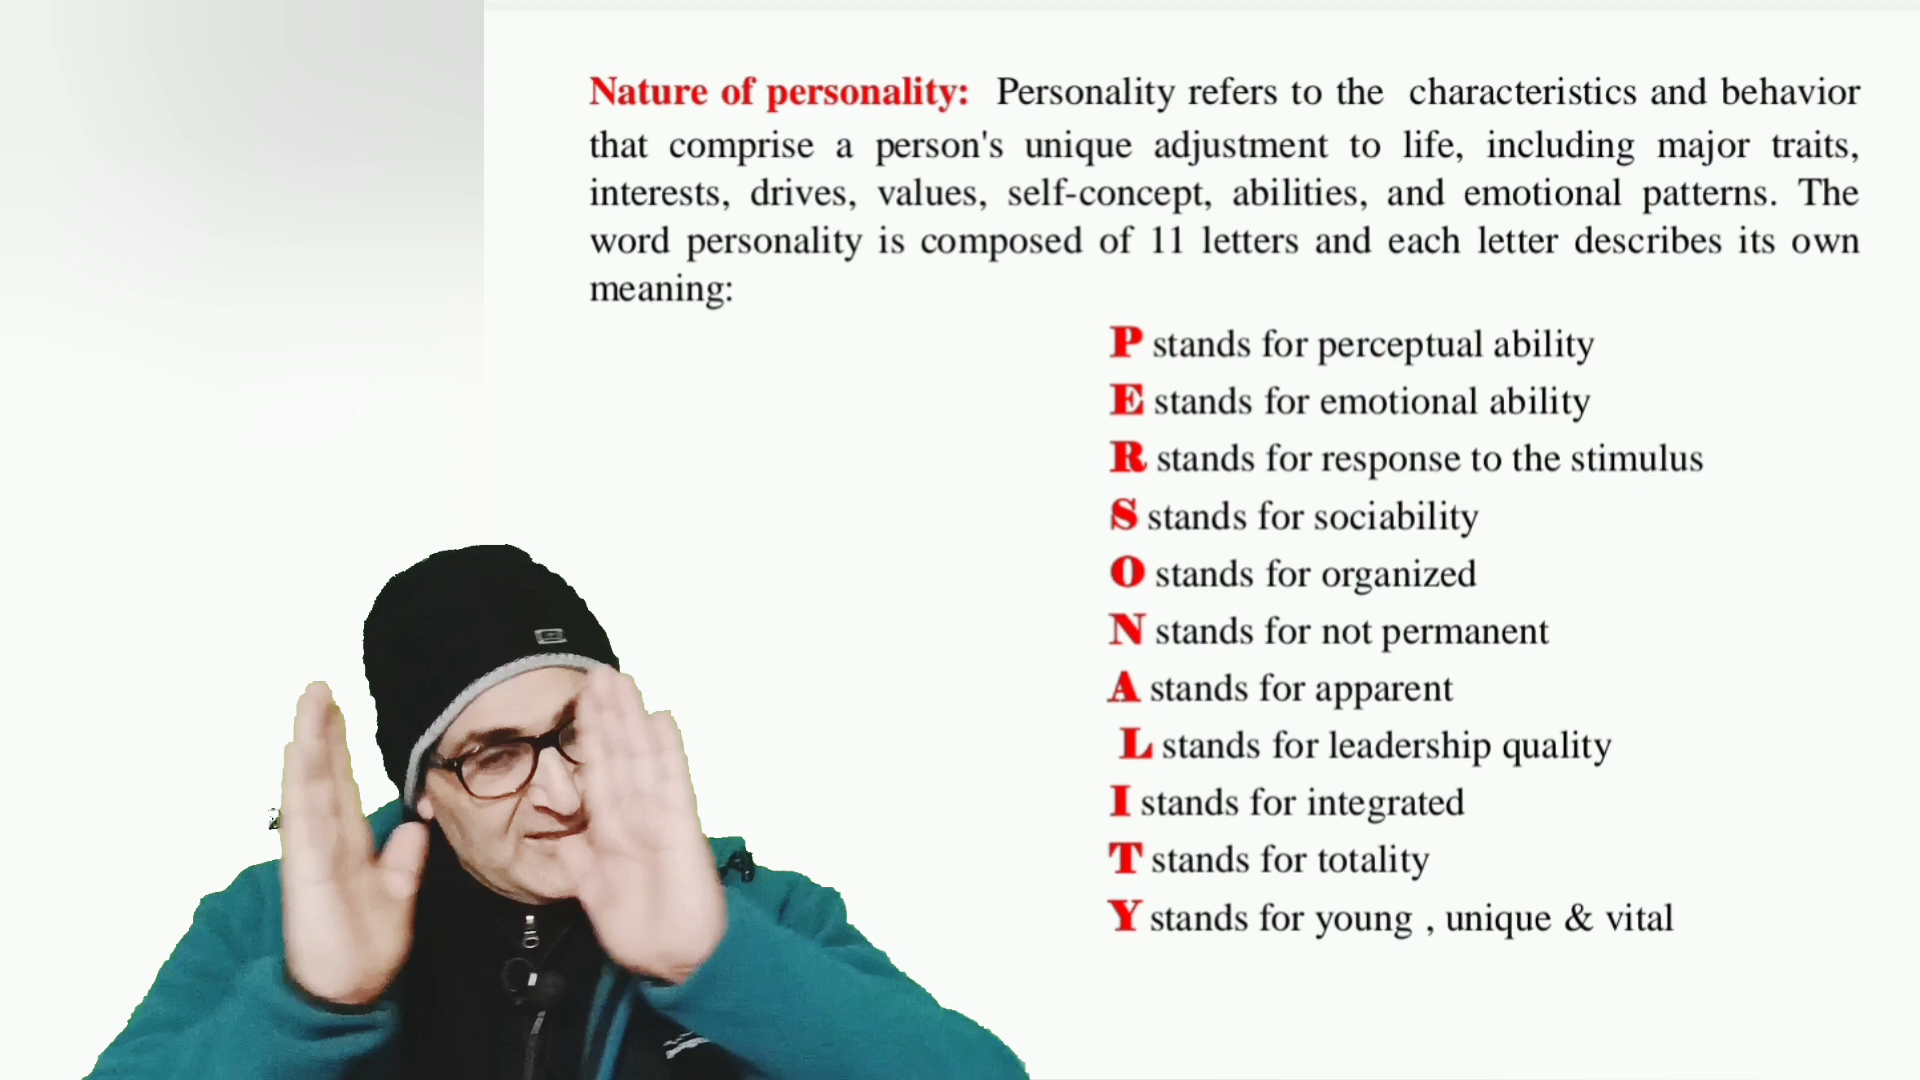 Nature of personality: Personality refers to the characteristics and behavior
that comprise a person's unique adjustment to life, including major traits,
interests, drives, values, self-concept, abilities, and emotional patterns. The
word personality is composed of 11 letters and each letter describes its own
meaning:
P stands for perceptual ability
E stands for emotional ability
R stands for response to the stimulus
S stands for sociability
O stands for organized
N stands for not permanent
A stands for apparent
L stands for leadership quality
I stands for integrated
T stands for totality
Y stands for young , unique & vital